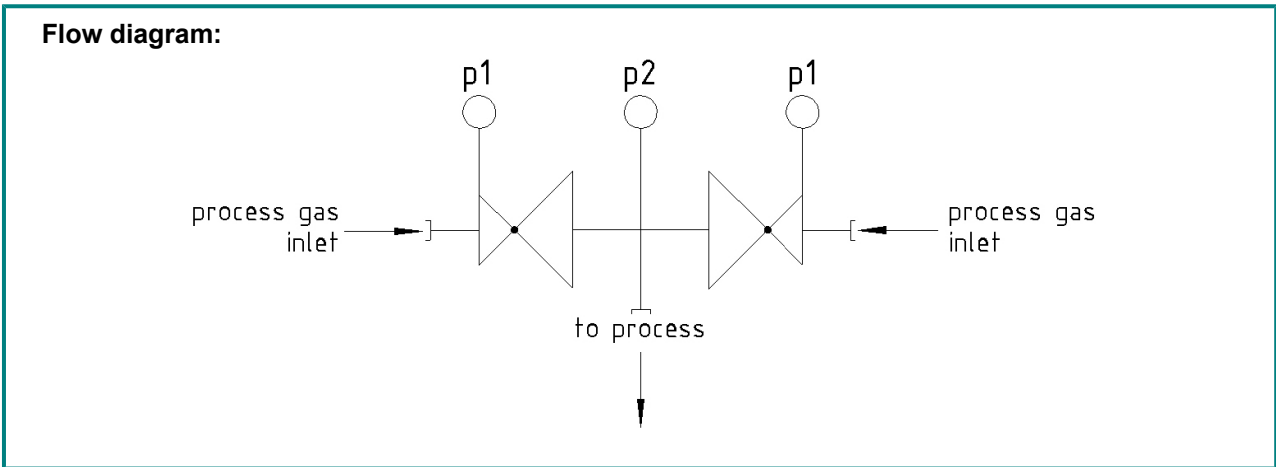 Flow diagram:
p1
p2
p1
process gas
inlet
process gas
inlet
to process